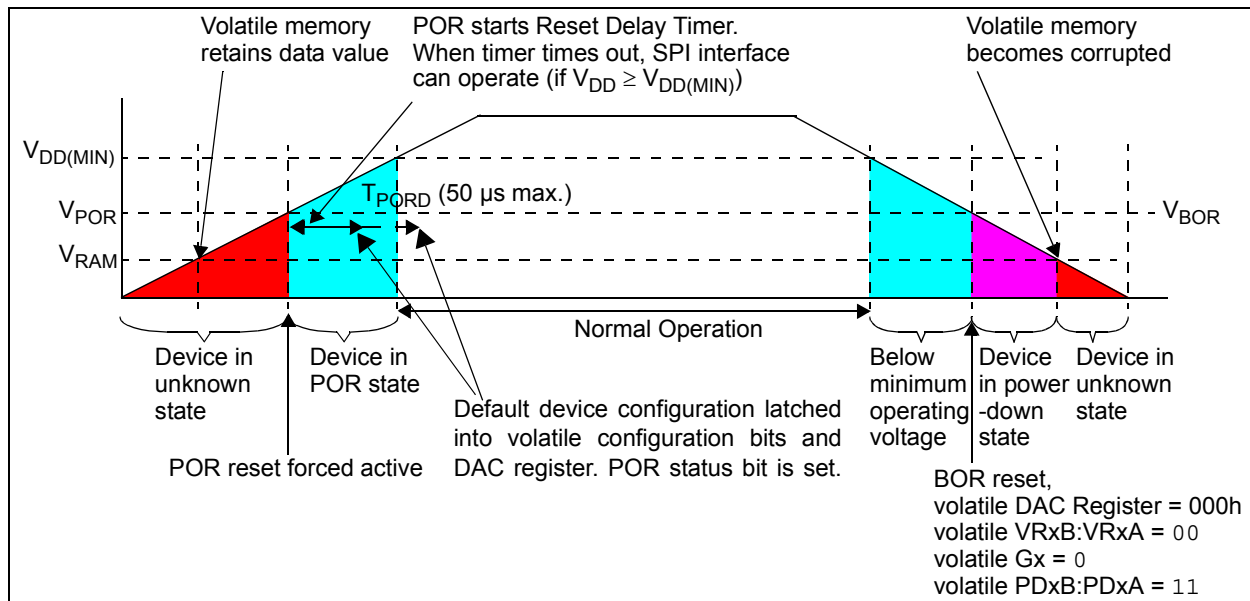 Volatile memory
retains data value
POR starts Reset Delay Timer.
When timer times out, SPI interface
can operate (if VDD ≥ VDD(MIN))
Volatile memory
becomes corrupted
VDD(MIN)
TPORD (50 µs max.)
VPOR
VBOR
VRAM
Normal Operation
Device in
unknown
state
Device in
POR state
Below
minimum
operating
voltage
Device
in power
-down
state
Device in
unknown
state
Default device configuration latched
into volatile configuration bits and
DAC register. POR status bit is set.
POR reset forced active
BOR reset,
volatile DAC Register = 000h
volatile VRxB:VRxA = 00
volatile Gx = 0
volatile PDxB:PDxA = 11